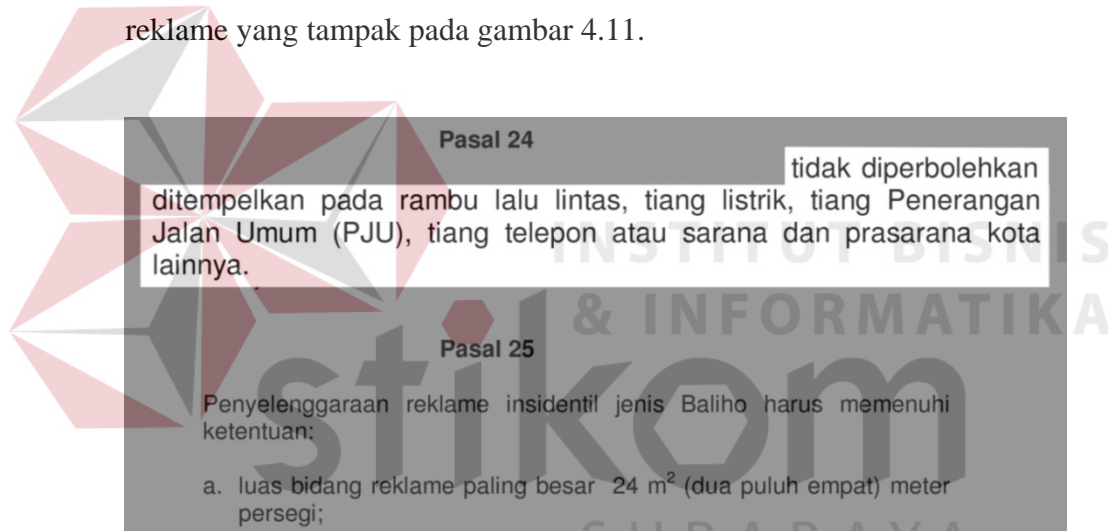 reklame yang tampak pada gambar 4.11.
Pasal 24
tidak diperbolehkan
ditempelkan pada rambu lalu lintas, tiang listrik, tiang Penerangan
Jalan Umum (PJU), tiang telepon atau sarana dan prasarana kota
lainnya.
INSTITUT BISNIS
& INFORMATIKA
Pasal 25
stikom
Penyelenggaraan reklame insidentil jenis Baliho harus memenuhi
ketentuan:
a. luas bidang reklame paling besar 24 m² (dua puluh empat) meter
persegi;
SURABAYA